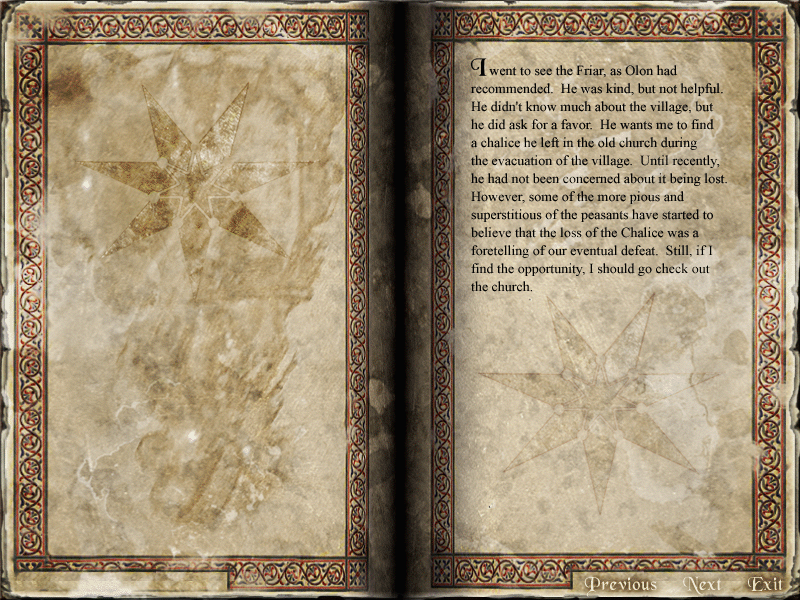 I went to see the Friar, as Olon had
recommended.  He was kind, but not helpful.
He didn't know much about the village, but
he did ask for a favor.  He wants me to find
a chalice he left in the old church during
the evacuation of the village.  Until recently,
he had not been concerned about it being lost.
However, some of the more pious and
superstitious of the peasants have started to
believe that the loss of the Chalice was a
foretelling of our eventual defeat.  Still, if I
find the opportunity, I should go check out
the church.
Previous Next Exit